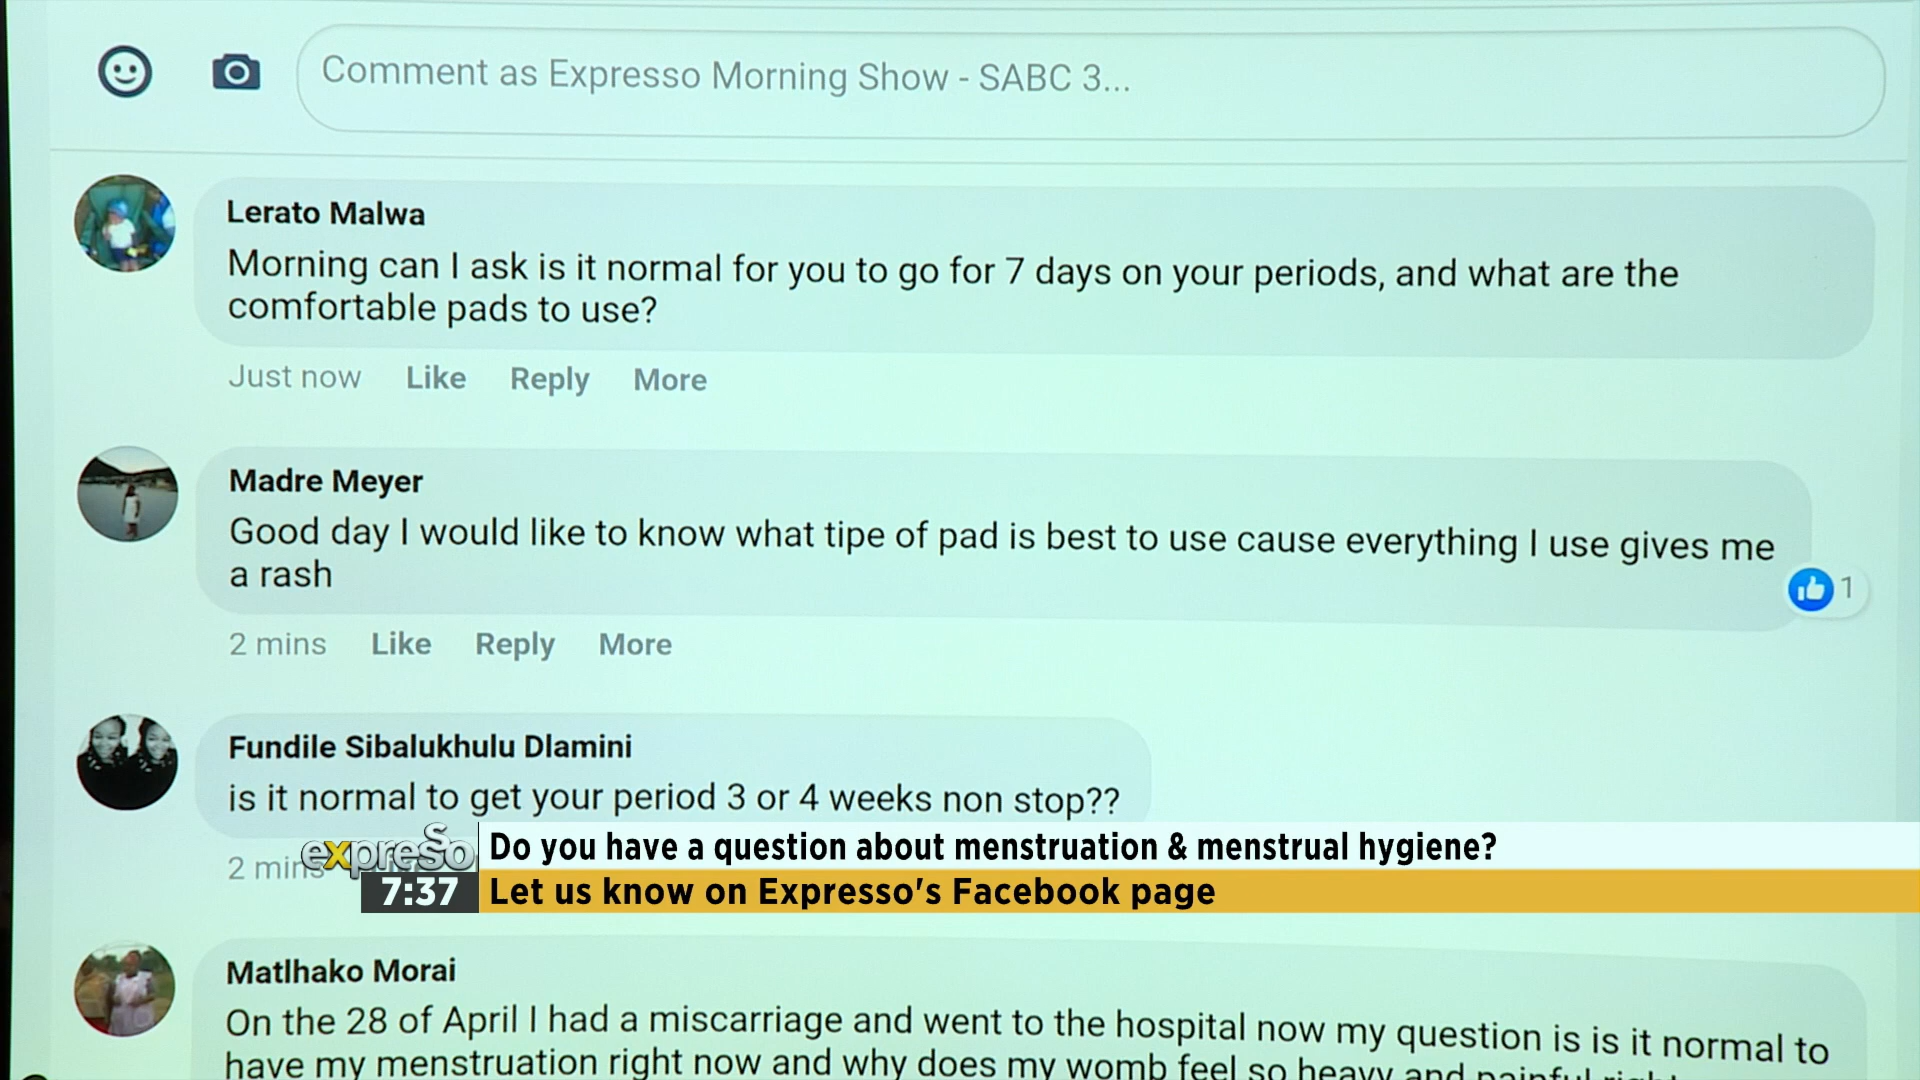 Comment as Expresso Morning Show - SABC 3...
Lerato Malwa
Morning can I ask is it normal for you to go for 7 days on your periods, and what are the
comfortable pads to use?
Just now Like Reply More
Madre Meyer
Good day I would like to know what tipe of pad is best to use cause everything I use gives me
a rash
1
2 mins Like Reply More
Fundile Sibalukhulu Dlamini
is it normal to get your period 3 or 4 weeks non stop??
2 mins
expresso
Do you have a question about menstruation & menstrual hygiene?
7:37
Let us know on Expresso's Facebook page
Matlhako Morai
On the 28 of April I had a miscarriage and went to the hospital now my question is is it normal to
have my menstruation right now and why does my womb feel so heavy and painful